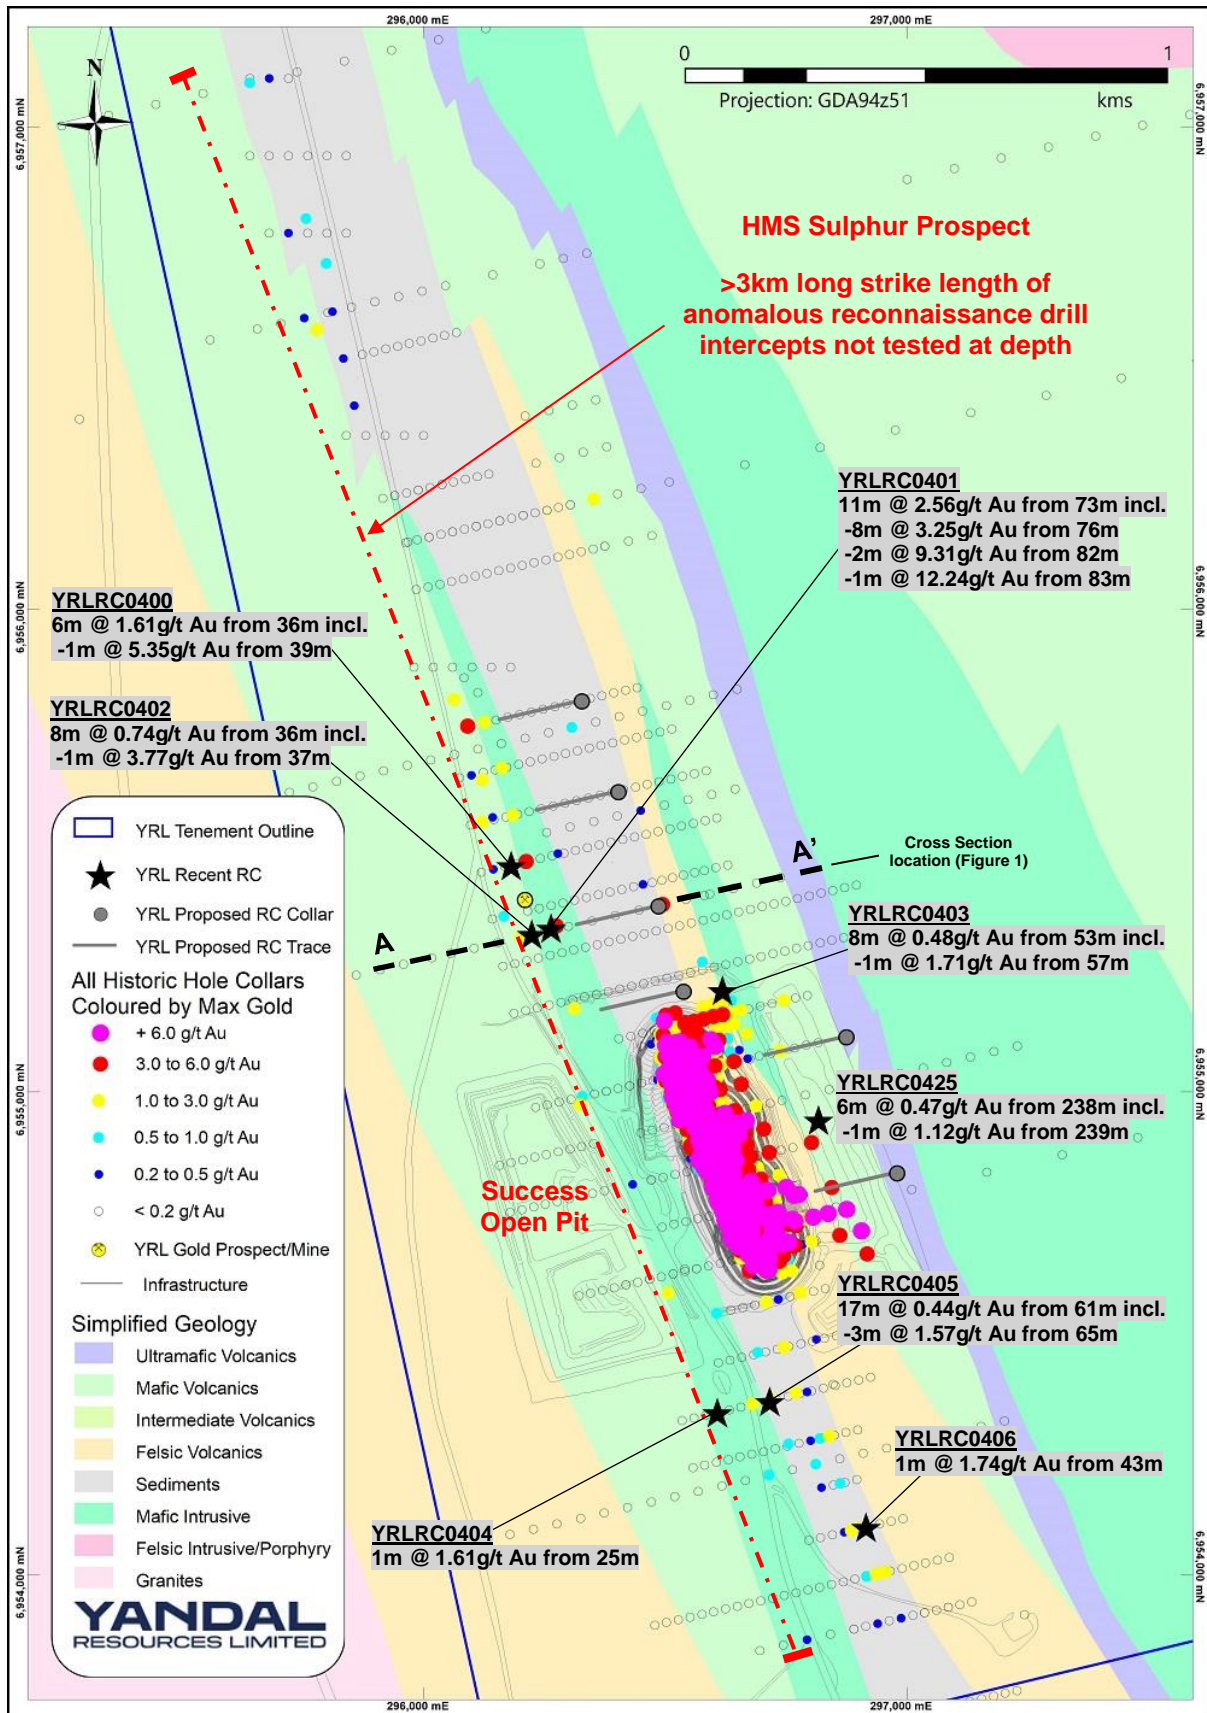 296,000 mE
297,000 mE
N
0
1
Projection: GDA94z51
kms
6,957,000 mN
6,957,000 mN
HMS Sulphur Prospect
>3km long strike length of
anomalous reconnaissance drill
intercepts not tested at depth
YRLRC0401
11m @ 2.56g/t Au from 73m incl.
-8m @ 3.25g/t Au from 76m
-2m @ 9.31g/t Au from 82m
-1m @ 12.24g/t Au from 83m
6,956,000 mN
6,956,000 mN
YRLRC0400
6m @ 1.61g/t Au from 36m incl.
-1m @ 5.35g/t Au from 39m
YRLRC0402
8m @ 0.74g/t Au from 36m incl.
-1m @ 3.77g/t Au from 37m
A
A’
Cross Section
location (Figure 1)
YRLRC0403
8m @ 0.48g/t Au from 53m incl.
-1m @ 1.71g/t Au from 57m
6,955,000 mN
6,955,000 mN
YRLRC0425
6m @ 0.47g/t Au from 238m incl.
-1m @ 1.12g/t Au from 239m
Success
Open Pit
YRLRC0405
17m @ 0.44g/t Au from 61m incl.
-3m @ 1.57g/t Au from 65m
YRLRC0406
1m @ 1.74g/t Au from 43m
YRLRC0404
1m @ 1.61g/t Au from 25m
6,954,000 mN
6,954,000 mN
YRL Tenement Outline
YRL Recent RC
YRL Proposed RC Collar
YRL Proposed RC Trace
All Historic Hole Collars
Coloured by Max Gold
+ 6.0 g/t Au
3.0 to 6.0 g/t Au
1.0 to 3.0 g/t Au
0.5 to 1.0 g/t Au
0.2 to 0.5 g/t Au
< 0.2 g/t Au
YRL Gold Prospect/Mine
Infrastructure
Simplified Geology
Ultramafic Volcanics
Mafic Volcanics
Intermediate Volcanics
Felsic Volcanics
Sediments
Mafic Intrusive
Felsic Intrusive/Porphyry
Granites
YANDAL
RESOURCES LIMITED
296,000 mE
297,000 mE